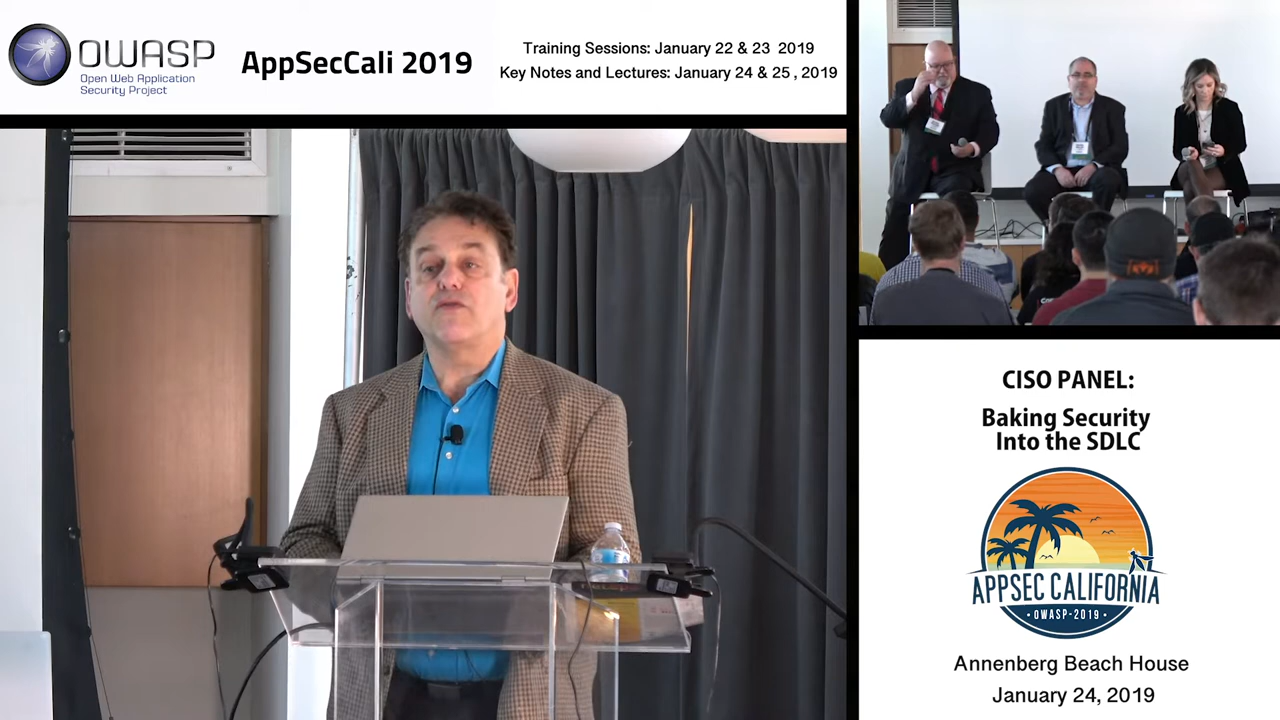 OWASP
Open Web Application
Security Project
AppSecCali 2019
Training Sessions: January 22 & 23 2019
Key Notes and Lectures: January 24 & 25 , 2019
CISO PANEL:
Baking Security
Into the SDLC
APPSEC CALIFORNIA
· OWASP-2019 ·
Annenberg Beach House
January 24, 2019